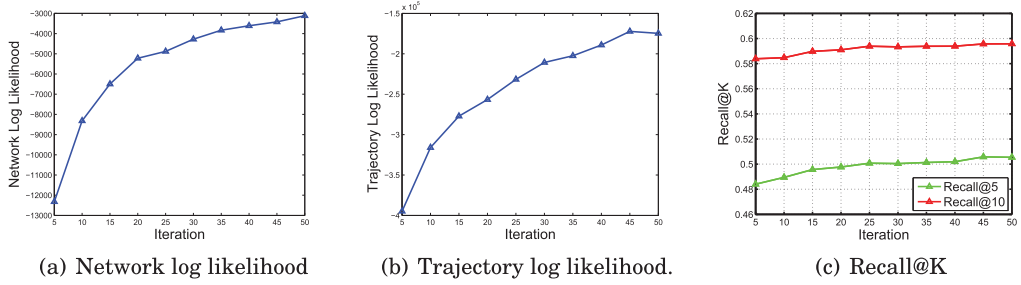 -3000
-4000
-5000
-6000
-7000
-8000
-9000
-10000
-11000
-12000
-13000
5 10 15 20 25 30 35 40 45 50
Network Log Likelihood
Iteration
(a) Network log likelihood
× 10⁵
-1.5
-2
-2.5
-3
-3.5
-4
5 10 15 20 25 30 35 40 45 50
Trajectory Log Likelihood
Iteration
(b) Trajectory log likelihood.
0.62
0.6
0.58
0.56
0.54
0.52
0.5
0.48
0.46
5 10 15 20 25 30 35 40 45 50
Recall@K
Iteration
Recall@5
Recall@10
(c) Recall@K